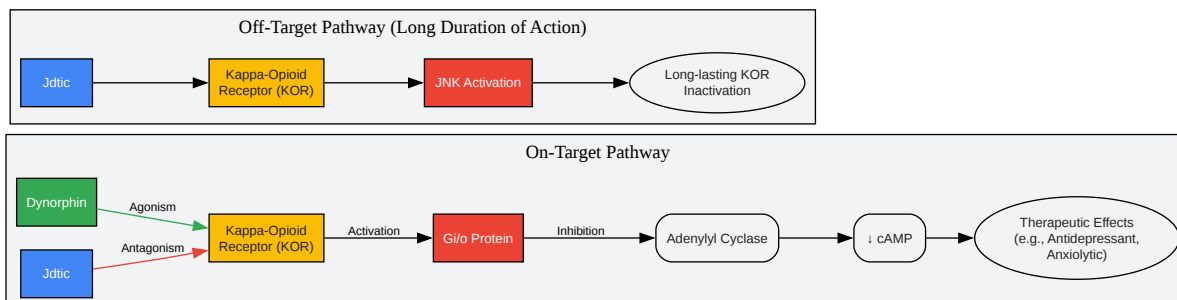 Off-Target Pathway (Long Duration of Action)
Jdtic
Kappa-Opioid
Receptor (KOR)
JNK Activation
Long-lasting KOR
Inactivation
On-Target Pathway
Dynorphin
Agonism
Jdtic
Antagonism
Kappa-Opioid
Receptor (KOR)
Activation
Gi/o Protein
Inhibition
Adenylyl Cyclase
↓ cAMP
Therapeutic Effects
(e.g., Antidepressant,
Anxiolytic)